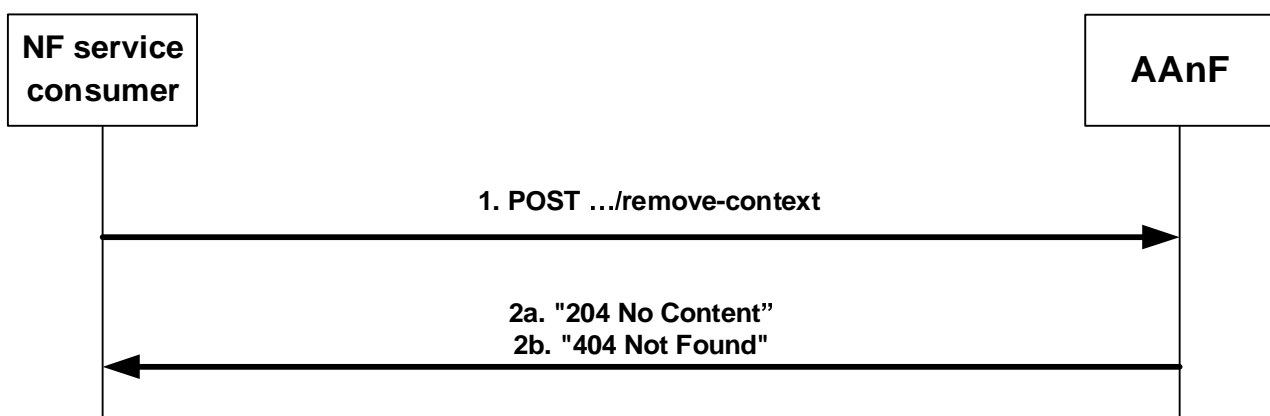 NF service
consumer
AAnF
1. POST …/remove-context
2a. "204 No Content”
2b. "404 Not Found"